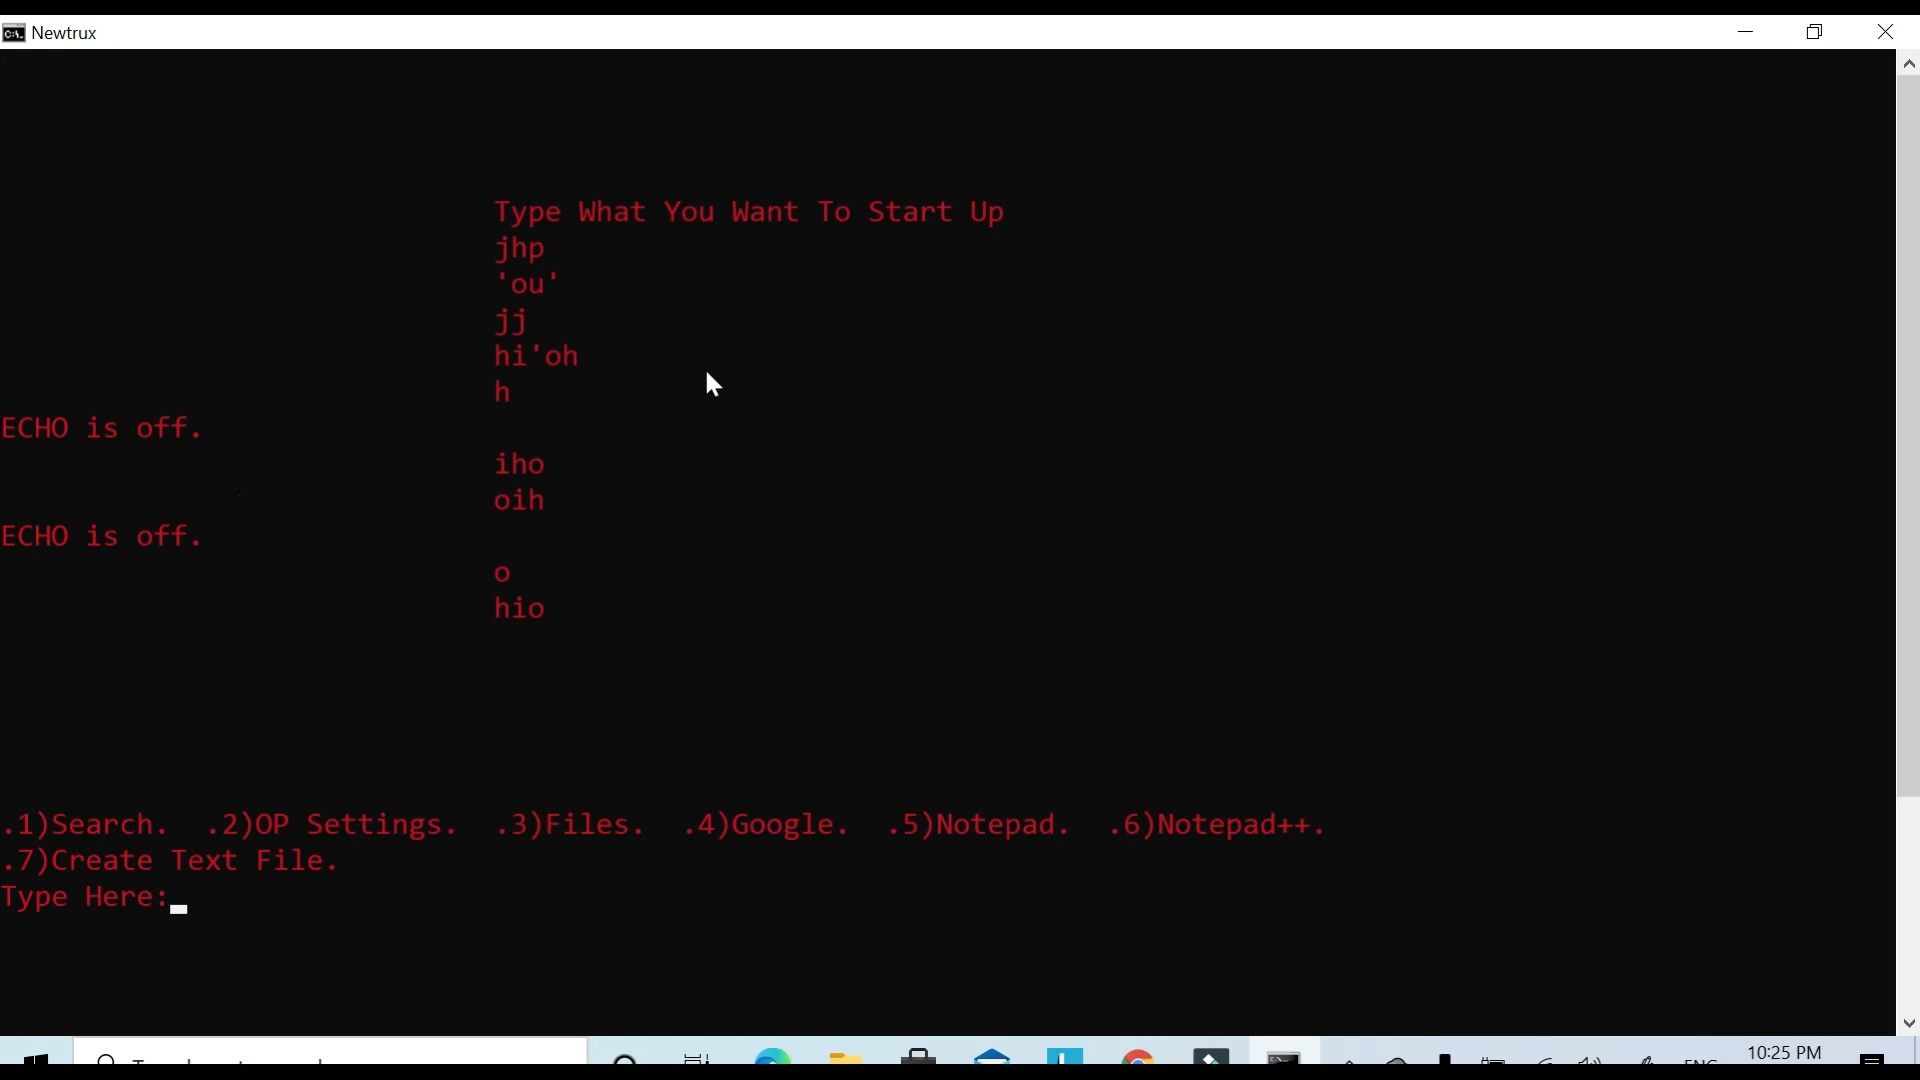 Newtrux
Type What You Want To Start Up
jhp
'ou'
jj
hi'oh
h
ECHO is off.
iho
oih
ECHO is off.
o
hio
.1)Search.  .2)OP Settings.  .3)Files.  .4)Google.  .5)Notepad.  .6)Notepad++.
.7)Create Text File.
Type Here:
10:25 PM